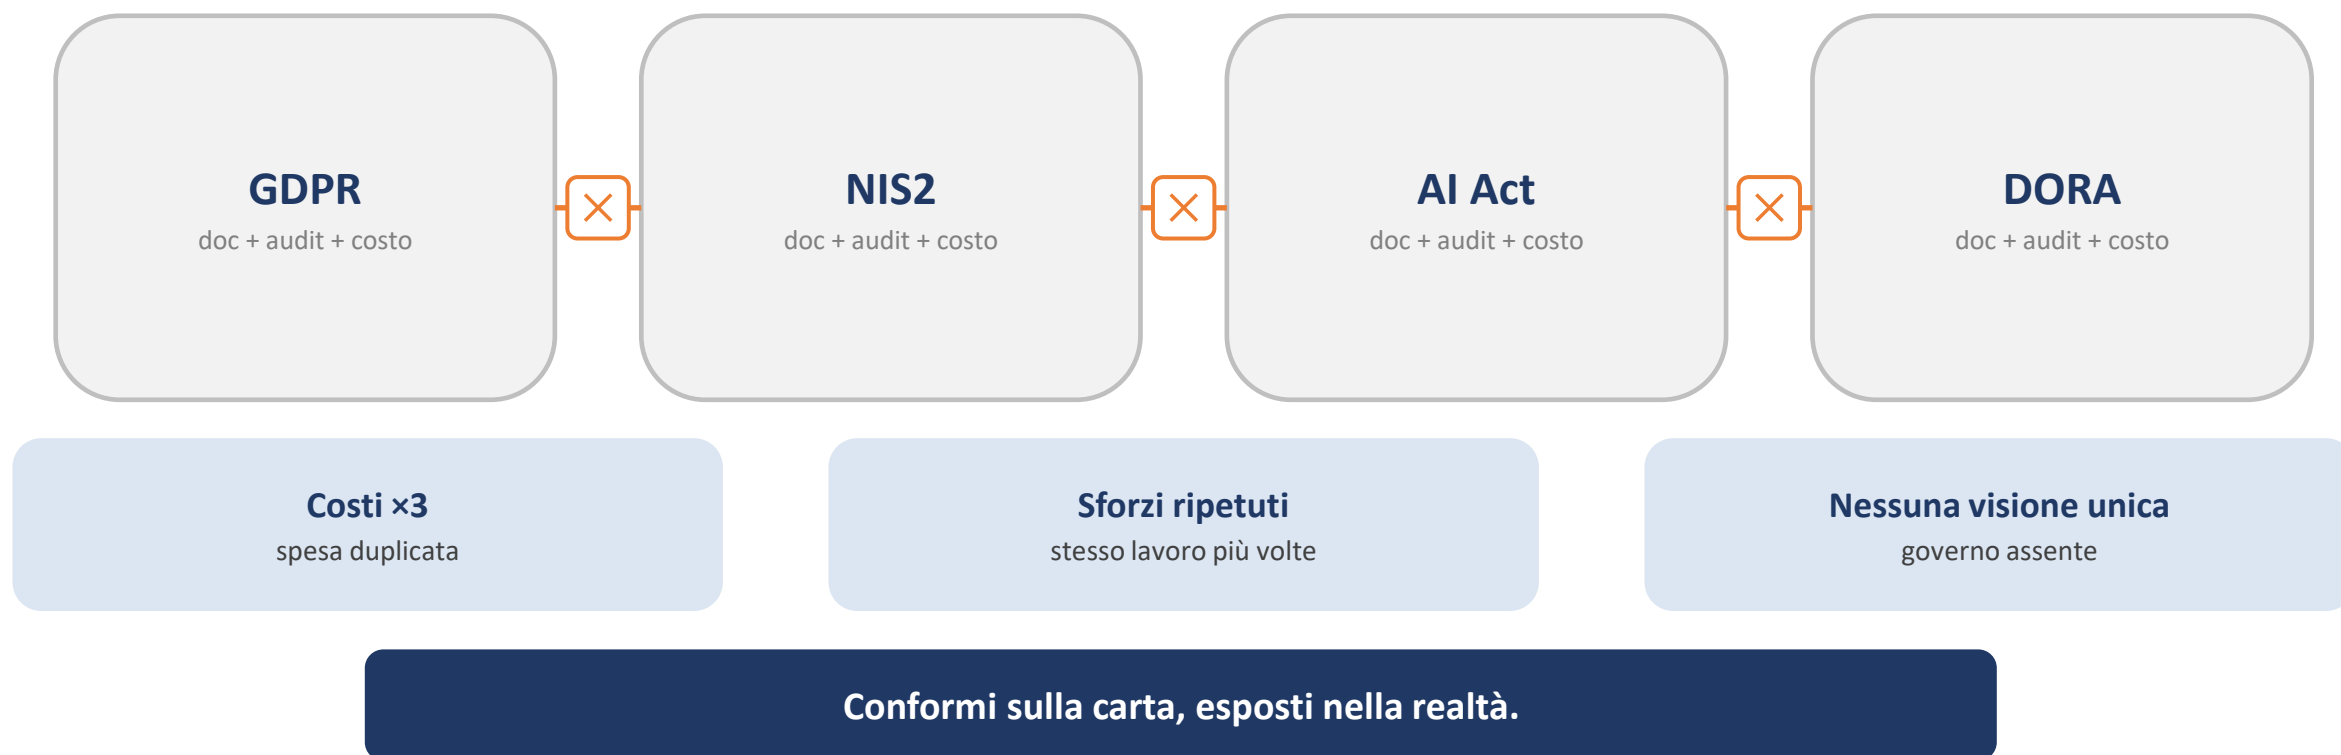 GDPR
doc + audit + costo
NIS2
doc + audit + costo
AI Act
doc + audit + costo
DORA
doc + audit + costo
Costi ×3
spesa duplicata
Sforzi ripetuti
stesso lavoro più volte
Nessuna visione unica
governo assente
Conformi sulla carta, esposti nella realtà.